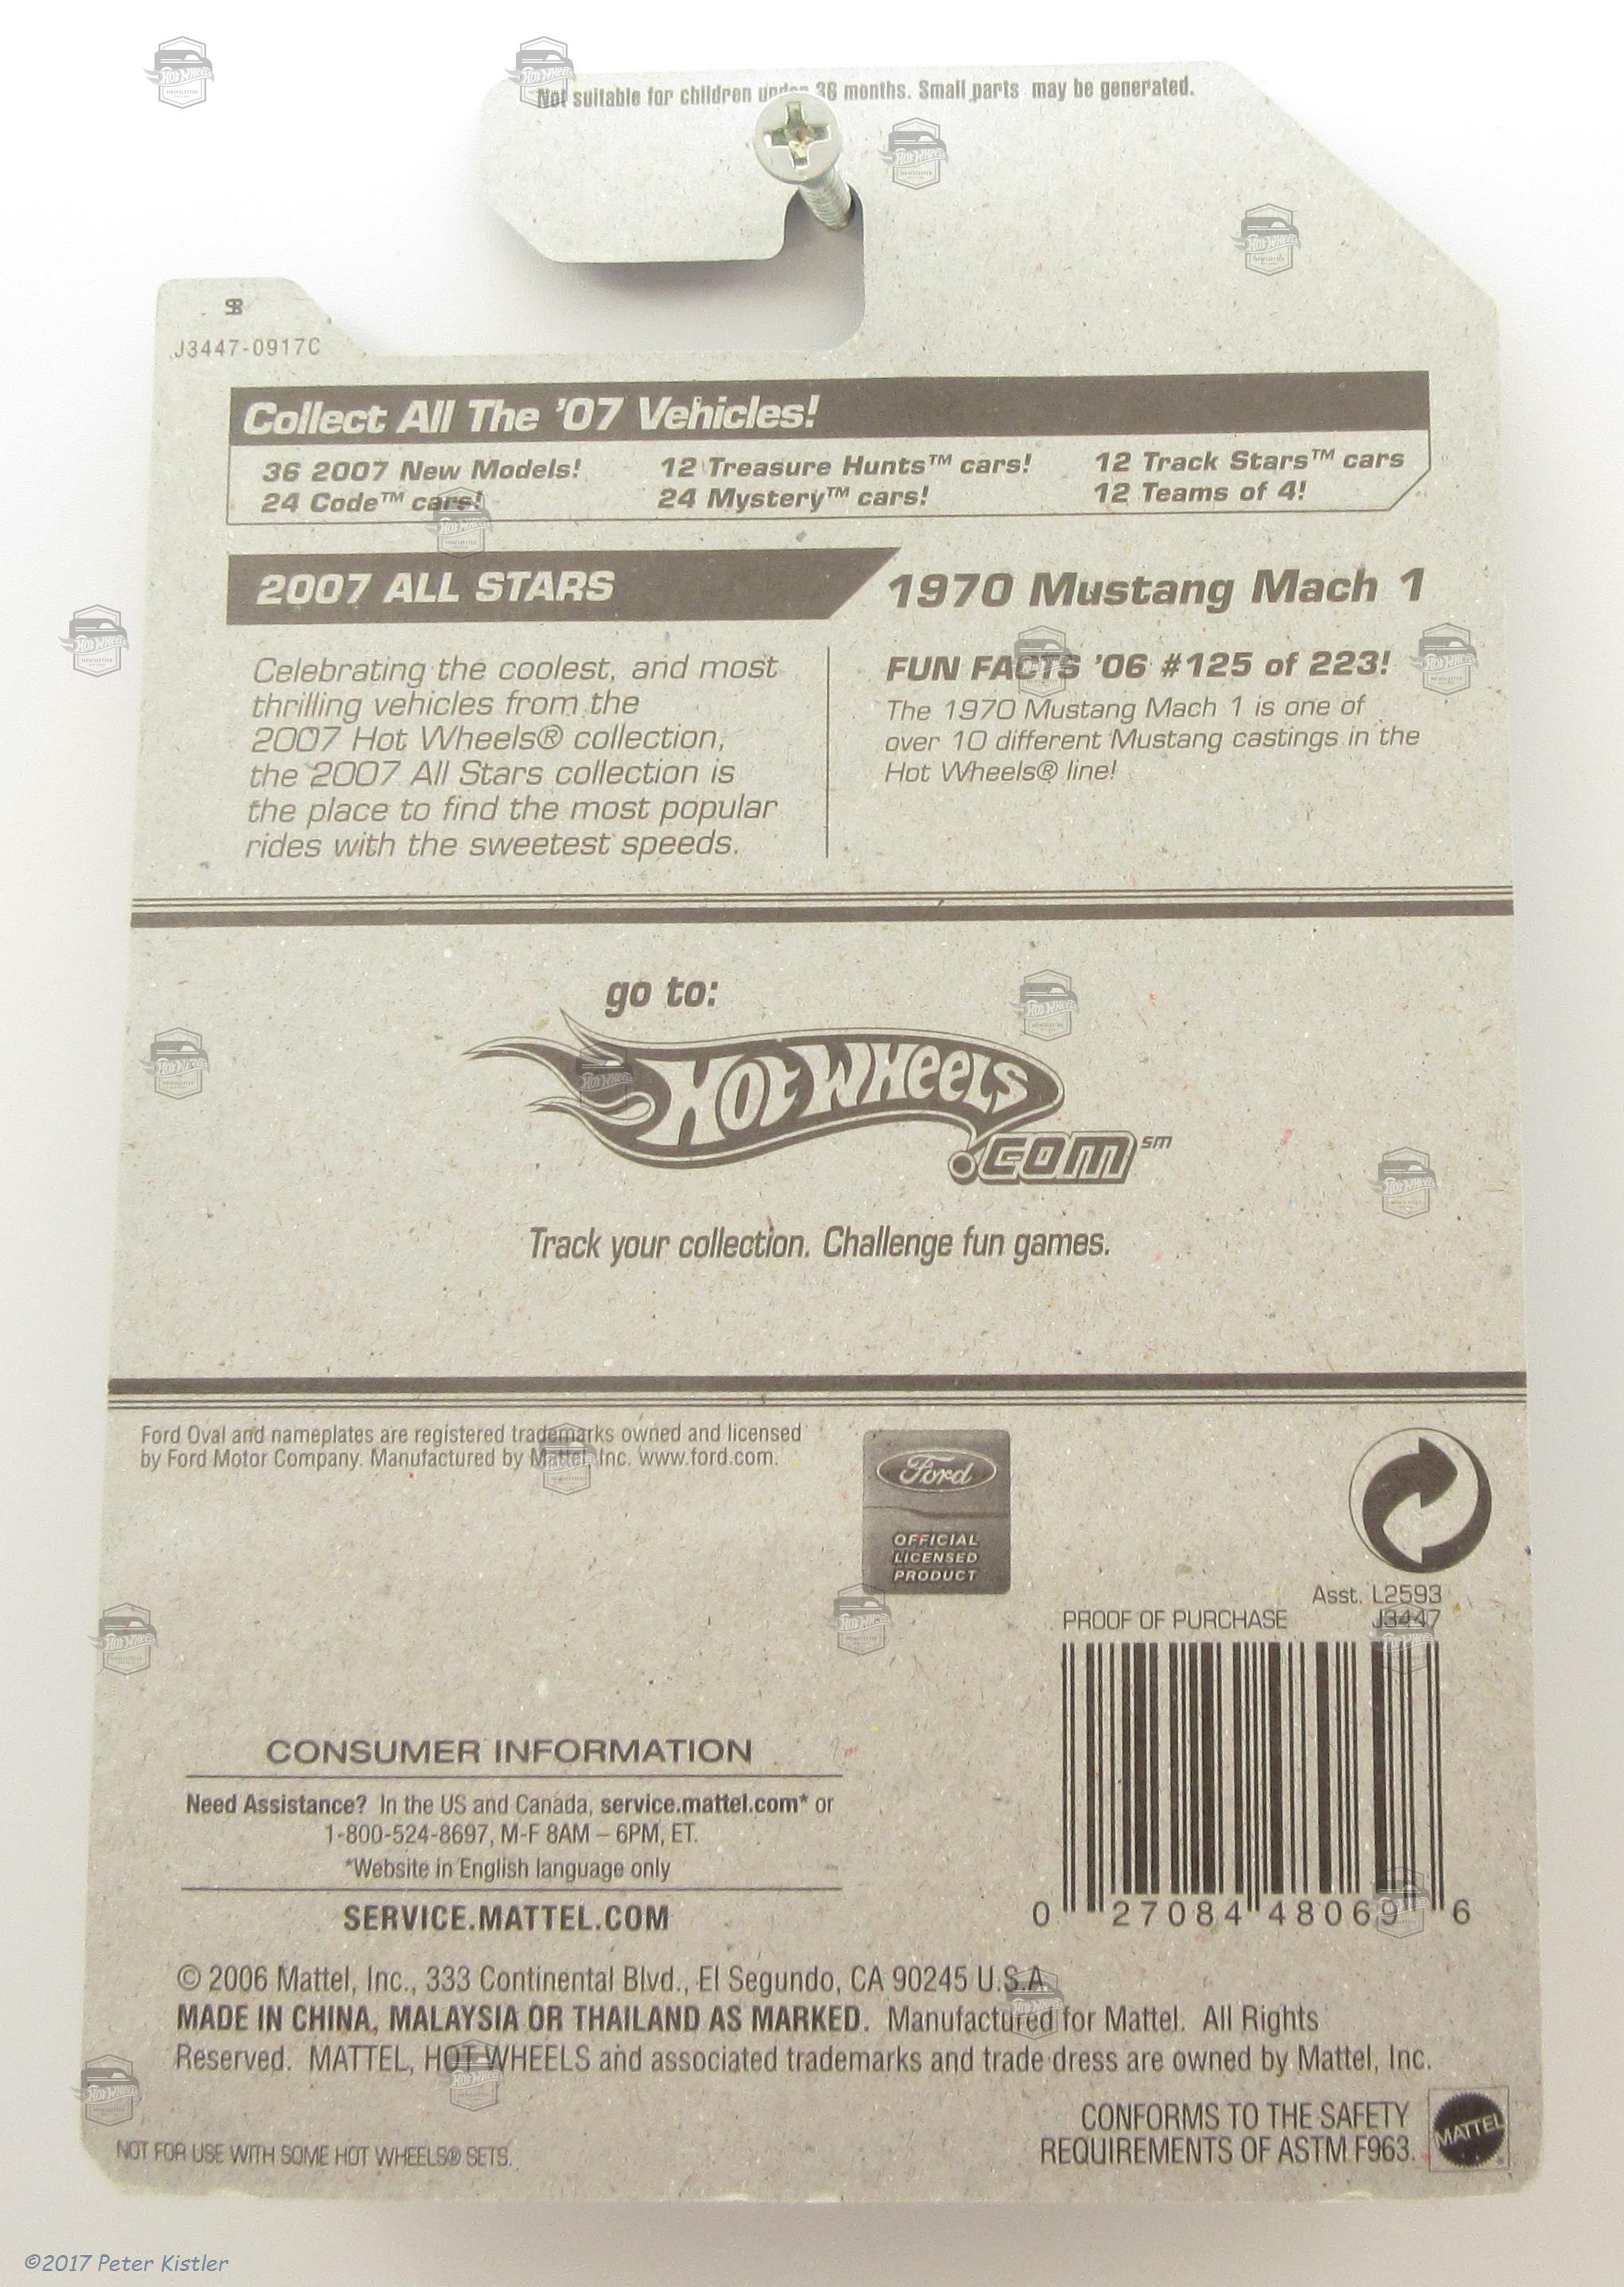 Not suitable for children under 36 months. Small parts may be generated.
J3447-0917C
Collect All The '07 Vehicles!
36 2007 New Models! 12 Treasure Hunts™ cars! 12 Track Stars™ cars
24 Code™ cars! 24 Mystery™ cars! 12 Teams of 4!
2007 ALL STARS
Celebrating the coolest, and most
thrilling vehicles from the
2007 Hot Wheels® collection,
the 2007 All Stars collection is
the place to find the most popular
rides with the sweetest speeds.
1970 Mustang Mach 1
FUN FACTS '06 #125 of 223!
The 1970 Mustang Mach 1 is one of
over 10 different Mustang castings in the
Hot Wheels® line!
go to:
HOT WHEELS
.COM℠
Track your collection. Challenge fun games.
Ford Oval and nameplates are registered trademarks owned and licensed
by Ford Motor Company. Manufactured by Mattel, Inc. www.ford.com.
Ford
OFFICIAL
LICENSED
PRODUCT
Asst. L2593
PROOF OF PURCHASE J3447
0 27084 48069 6
CONSUMER INFORMATION
Need Assistance? In the US and Canada, service.mattel.com* or
1-800-524-8697, M-F 8AM – 6PM, ET.
*Website in English language only
SERVICE.MATTEL.COM
© 2006 Mattel, Inc., 333 Continental Blvd., El Segundo, CA 90245 U.S.A.
MADE IN CHINA, MALAYSIA OR THAILAND AS MARKED. Manufactured for Mattel. All Rights
Reserved. MATTEL, HOT WHEELS and associated trademarks and trade dress are owned by Mattel, Inc.
CONFORMS TO THE SAFETY
REQUIREMENTS OF ASTM F963.
MATTEL
NOT FOR USE WITH SOME HOT WHEELS® SETS.
©2017 Peter Kistler